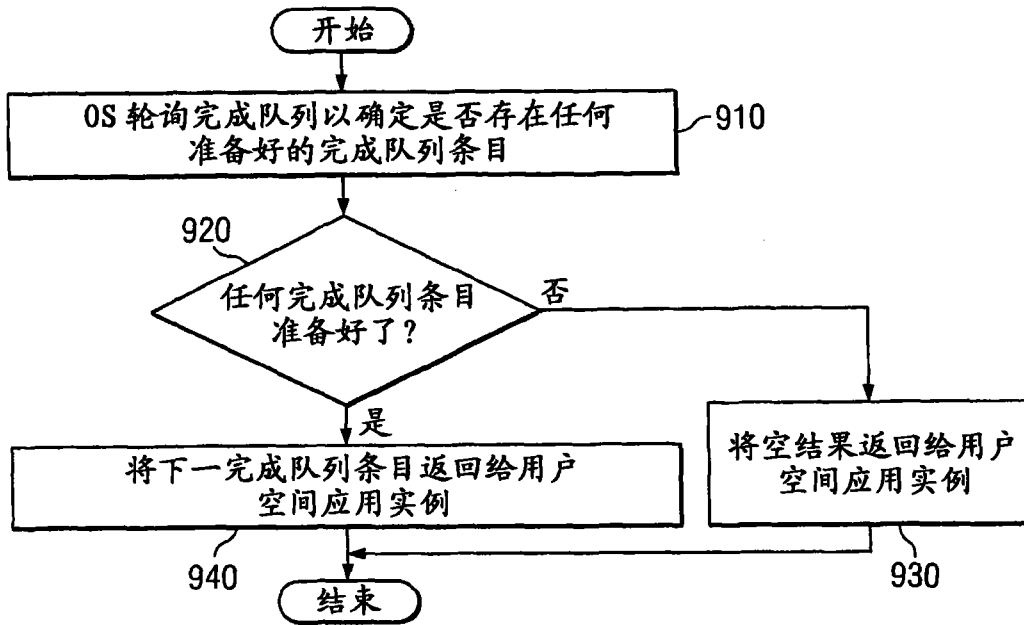 开始
OS轮询完成队列以确定是否存在任何
准备好的完成队列条目
910
920
任何完成队列条目
准备好了?
否
是
将下一完成队列条目返回给用户
空间应用实例
940
将空结果返回给用户
空间应用实例
930
结束